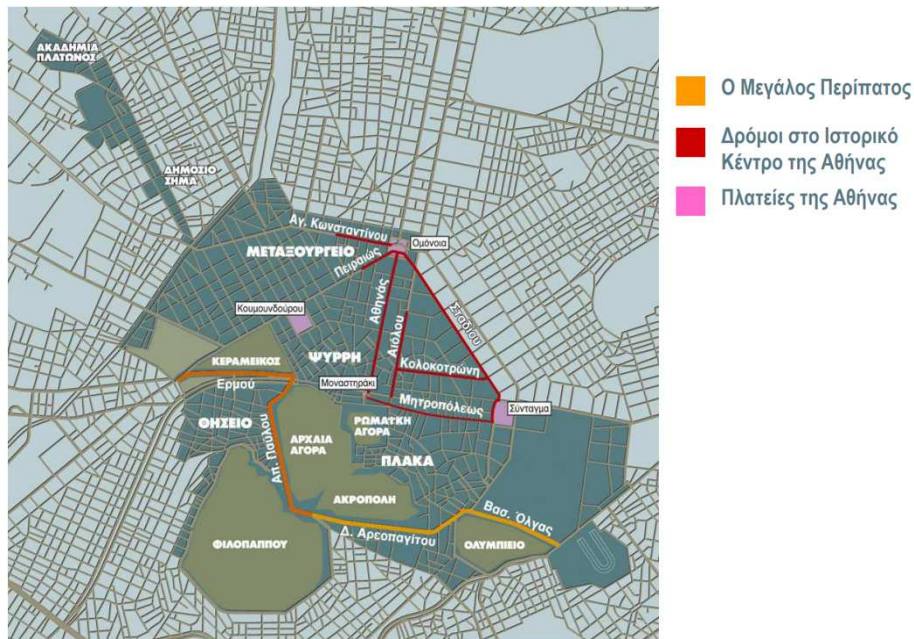 ΑΚΑΔΗΜΙΑ
ΠΛΑΤΩΝΟΣ
ΔΗΜΟΣΙΟ
ΣΗΜΑ
Αγ. Κωνσταντίνου
Ομόνοια
ΜΕΤΑΞΟΥΡΓΕΙΟ
Πειραιώς
Κουμουνδούρου
Αθηνάς
Αιόλου
Σταδίου
ΨΥΡΡΗ
ΚΕΡΑΜΕΙΚΟΣ
Κολοκοτρώνη
Ερμού
Μοναστηράκι
Μητροπόλεως
Σύνταγμα
ΘΗΣΕΙΟ
Απ. Παύλου
ΑΡΧΑΙΑ
ΑΓΟΡΑ
ΡΩΜΑΪΚΗ
ΑΓΟΡΑ
ΠΛΑΚΑ
ΑΚΡΟΠΟΛΗ
ΦΙΛΟΠΑΠΠΟΥ
Δ. Αρεοπαγίτου
Βασ. Όλγας
ΟΛΥΜΠΙΕΙΟ
Ο Μεγάλος Περίπατος
Δρόμοι στο Ιστορικό
Κέντρο της Αθήνας
Πλατείες της Αθήνας